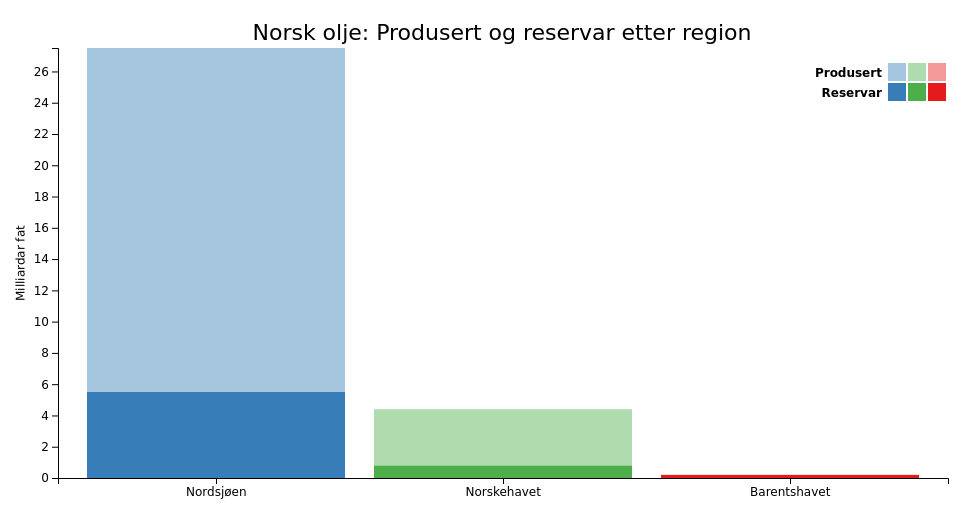 Norsk olje: Produsert og reservar etter region
Produsert
Reservar
Milliardar fat
26
24
22
20
18
16
14
12
10
8
6
4
2
0
Nordsjøen
Norskehavet
Barentshavet